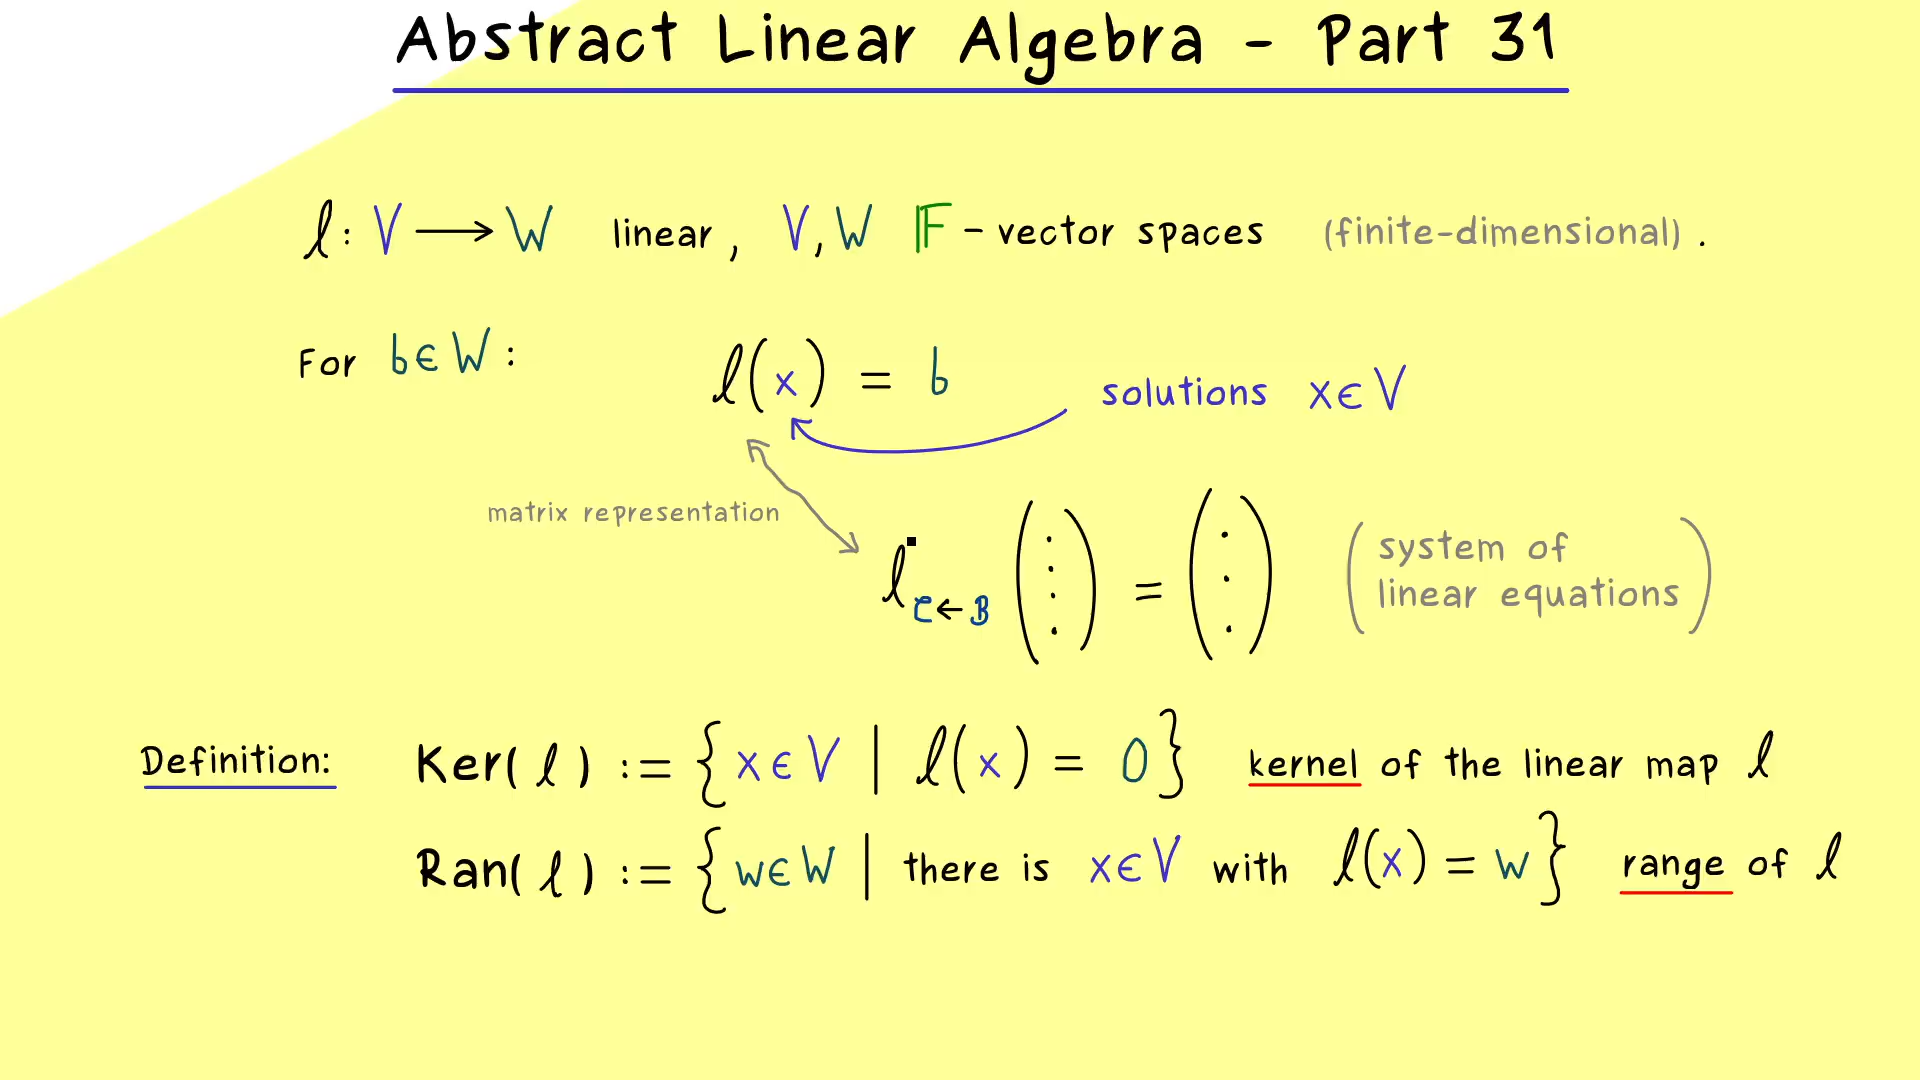 Abstract Linear Algebra - Part 31
ℓ: V ⟶ W linear, V, W 𝔽 - vector spaces (finite-dimensional).
For b∈W: ℓ(x) = b solutions x∈V
matrix representation
ℓ_{C←B} (⋮) = (⋮) (system of
linear equations)
Definition: Ker(ℓ) := {x∈V | ℓ(x) = 0} kernel of the linear map ℓ
Ran(ℓ) := {w∈W | there is x∈V with ℓ(x) = w} range of ℓ